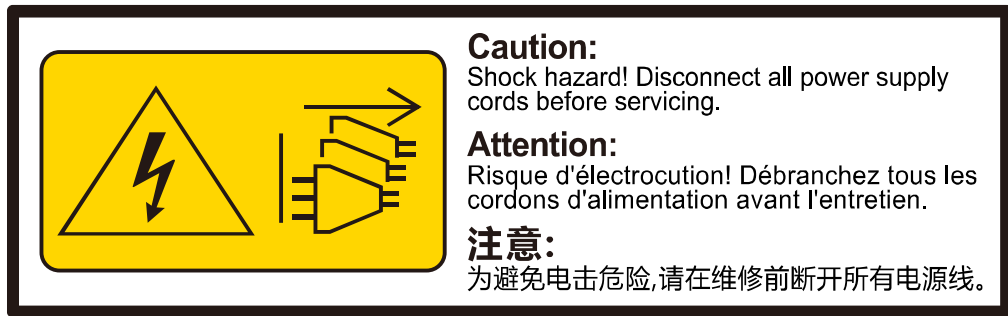 Caution:
Shock hazard! Disconnect all power supply
cords before servicing.
Attention:
Risque d'électrocution! Débranchez tous les
cordons d'alimentation avant l'entretien.
注意:
为避免电击危险,请在维修前断开所有电源线。